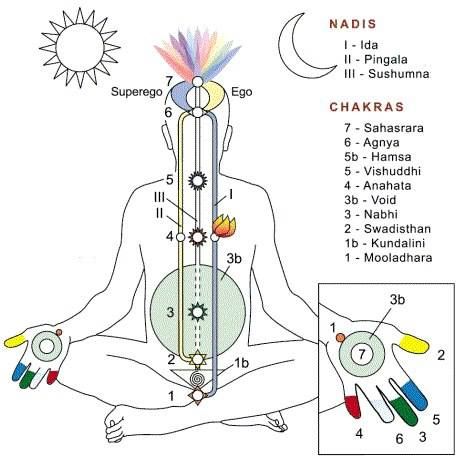 NADIS
I - Ida
II - Pingala
III - Sushumna
CHAKRAS
7 - Sahasrara
6 - Agnya
5b - Hamsa
5 - Vishuddhi
4 - Anahata
3b - Void
3 - Nabhi
2 - Swadisthan
1b - Kundalini
1 - Mooladhara
7
Superego
Ego
6
5
III
I
II
4
3b
3
2
1b
1
3b
1
7
2
5
4
6
3